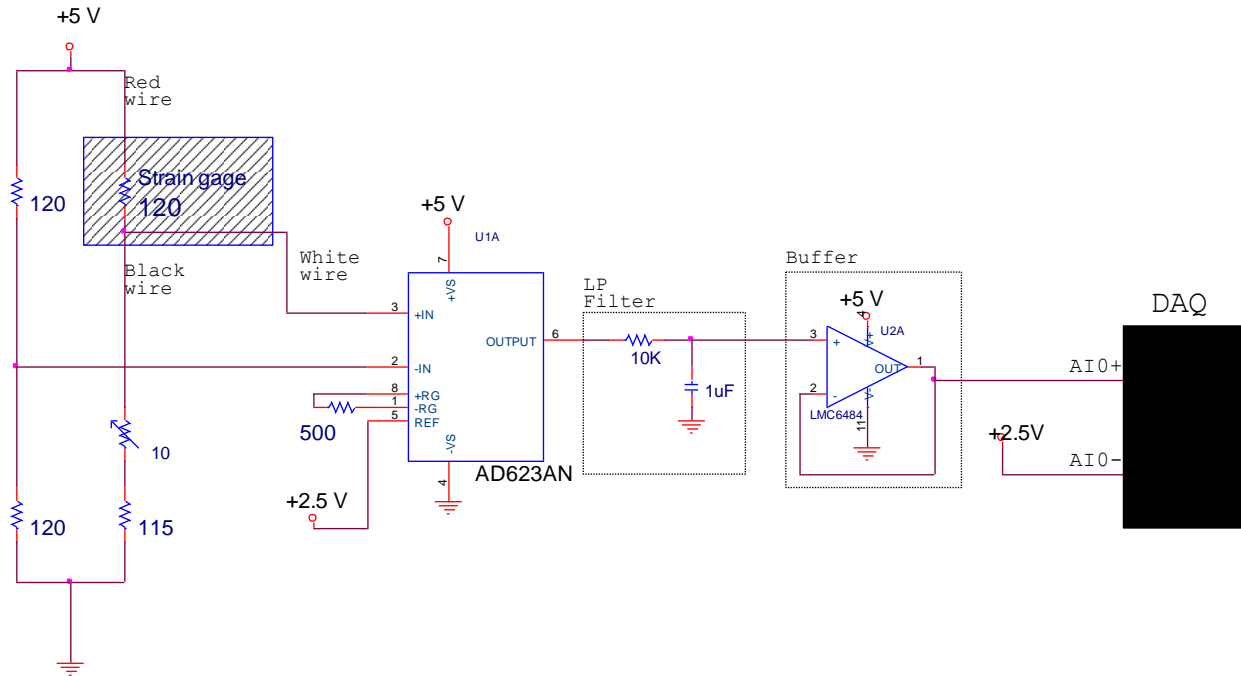 +5 V
Red
wire
Strain gage
120
120
+5 V
U1A
White
wire
Black
wire
7
+VS
3
+IN
2
-IN
8
+RG
1
-RG
5
REF
OUTPUT
6
-VS
4
AD623AN
500
+2.5 V
10
120
115
LP
Filter
10K
1uF
Buffer
+5 V
4
V+
U2A
3
+
OUT
1
2
-
V-
LMC6484
11
DAQ
AI0+
+2.5V
AI0-